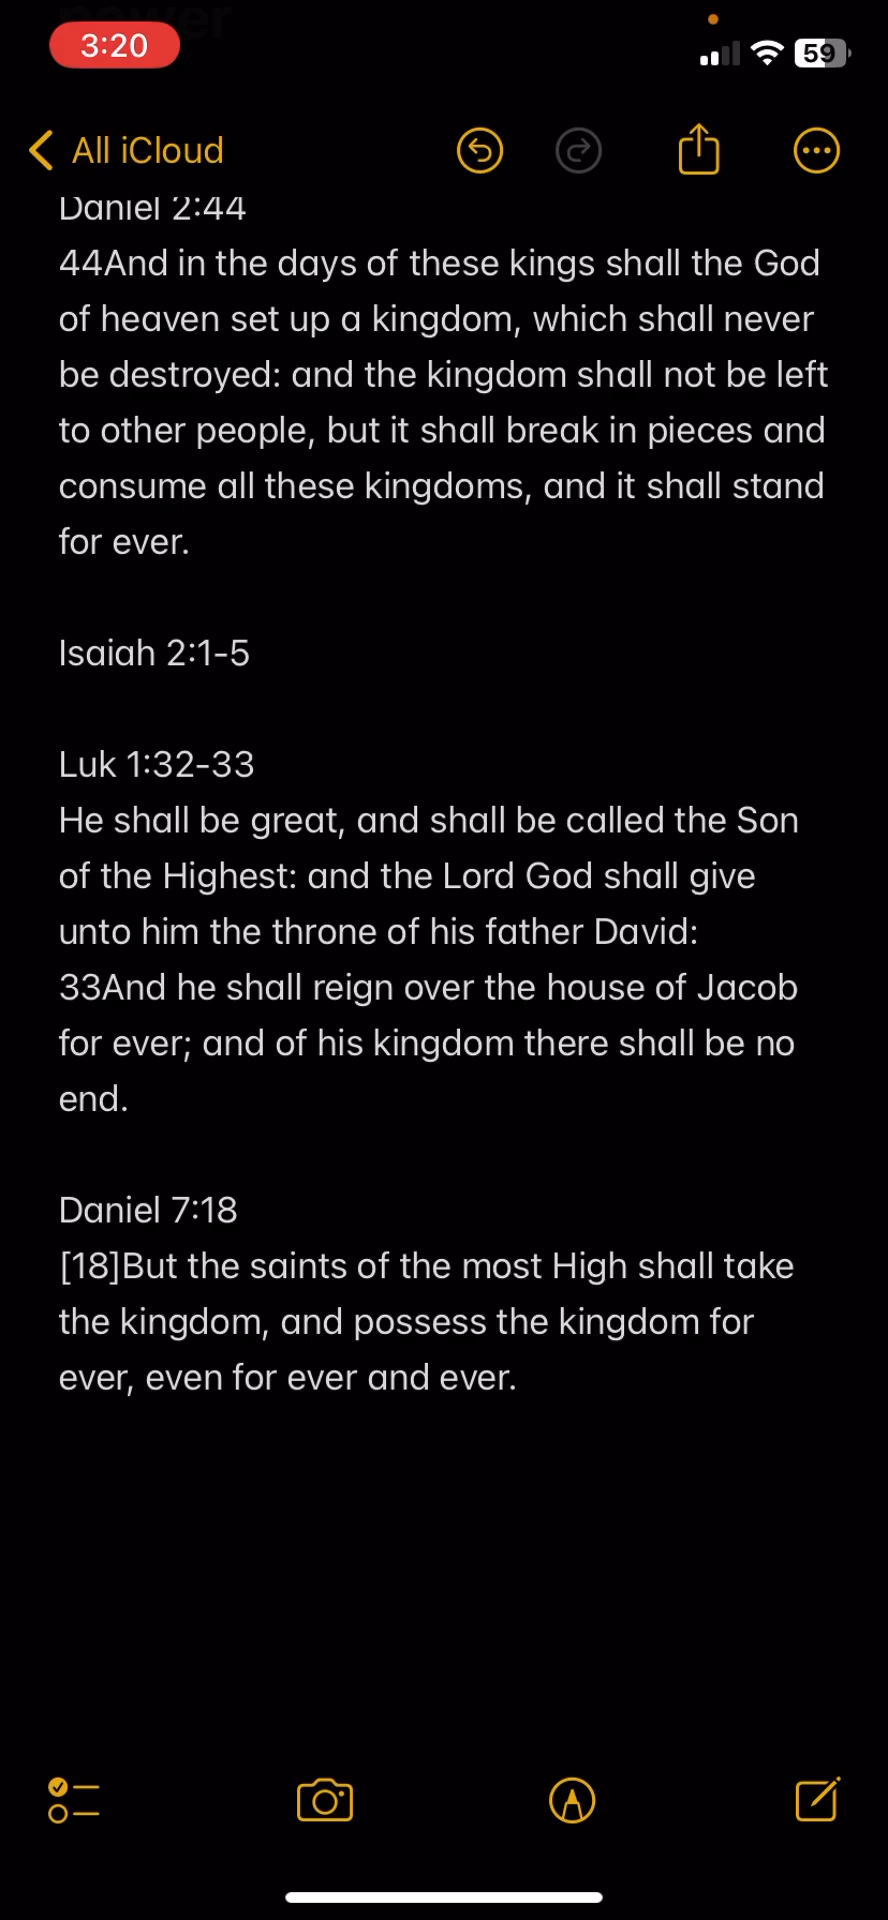 power
3:20
59
All iCloud
Daniel 2:44
44And in the days of these kings shall the God
of heaven set up a kingdom, which shall never
be destroyed: and the kingdom shall not be left
to other people, but it shall break in pieces and
consume all these kingdoms, and it shall stand
for ever.
Isaiah 2:1-5
Luk 1:32-33
He shall be great, and shall be called the Son
of the Highest: and the Lord God shall give
unto him the throne of his father David:
33And he shall reign over the house of Jacob
for ever; and of his kingdom there shall be no
end.
Daniel 7:18
[18]But the saints of the most High shall take
the kingdom, and possess the kingdom for
ever, even for ever and ever.